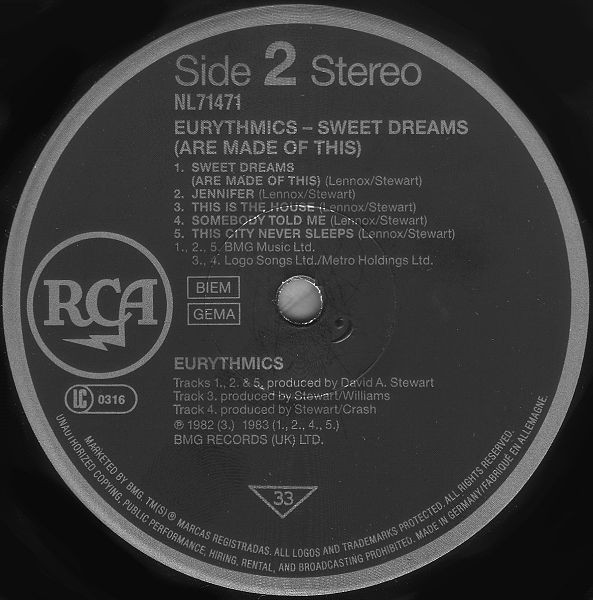 Side 2 Stereo
NL71471
EURYTHMICS – SWEET DREAMS
(ARE MADE OF THIS)
1. SWEET DREAMS
(ARE MADE OF THIS) (Lennox/Stewart)
2. JENNIFER (Lennox/Stewart)
3. THIS IS THE HOUSE (Lennox/Stewart)
4. SOMEBODY TOLD ME (Lennox/Stewart)
5. THIS CITY NEVER SLEEPS (Lennox/Stewart)
1., 2., 5. BMG Music Ltd.
3., 4. Logo Songs Ltd./Metro Holdings Ltd.
RCA
BIEM
GEMA
EURYTHMICS
Tracks 1., 2. & 5. produced by David A. Stewart
Track 3. produced by Stewart/Williams
Track 4. produced by Stewart/Crash
℗ 1982 (3.) 1983 (1., 2., 4., 5.)
BMG RECORDS (UK) LTD.
LC 0316
33
MARKETED BY BMG. TM(S)® MARCAS REGISTRADAS. ALL LOGOS AND TRADEMARKS PROTECTED. ALL RIGHTS RESERVED.
UNAUTHORIZED COPYING, PUBLIC PERFORMANCE, HIRING, RENTAL, AND BROADCASTING PROHIBITED. MADE IN GERMANY/FABRIQUÉ EN ALLEMAGNE.